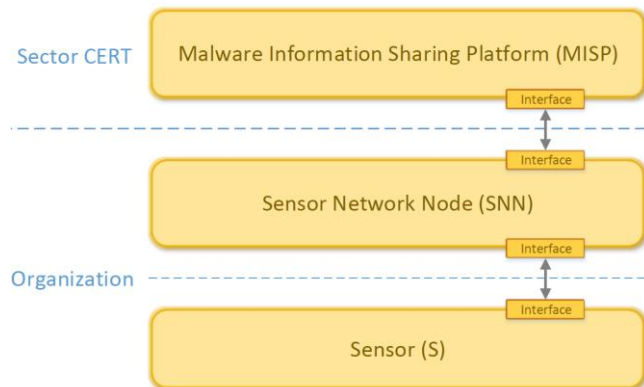 Sector CERT
Malware Information Sharing Platform (MISP)
Interface
Interface
Sensor Network Node (SNN)
Interface
Organization
Interface
Sensor (S)